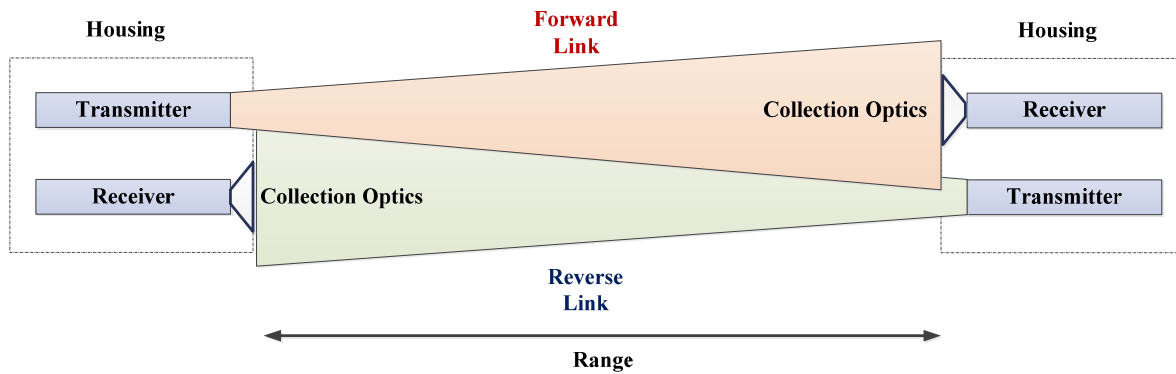 Housing
Forward
Link
Housing
Transmitter
Collection Optics
Receiver
Receiver
Collection Optics
Transmitter
Reverse
Link
Range